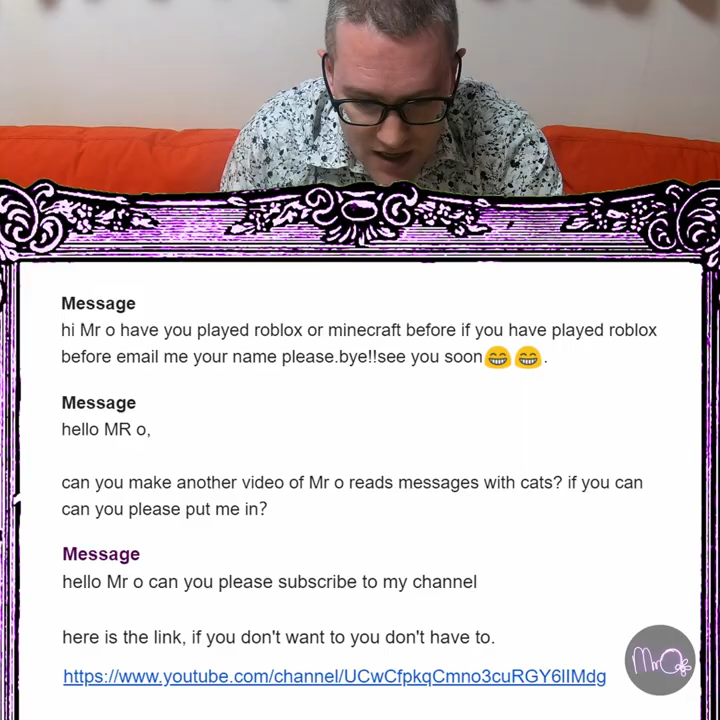 Message
hi Mr o have you played roblox or minecraft before if you have played roblox
before email me your name please.bye!!see you soon😁😁.
Message
hello MR o,
can you make another video of Mr o reads messages with cats? if you can
can you please put me in?
Message
hello Mr o can you please subscribe to my channel
here is the link, if you don't want to you don't have to.
https://www.youtube.com/channel/UCwCfpkqCmno3cuRGY6lIMdg